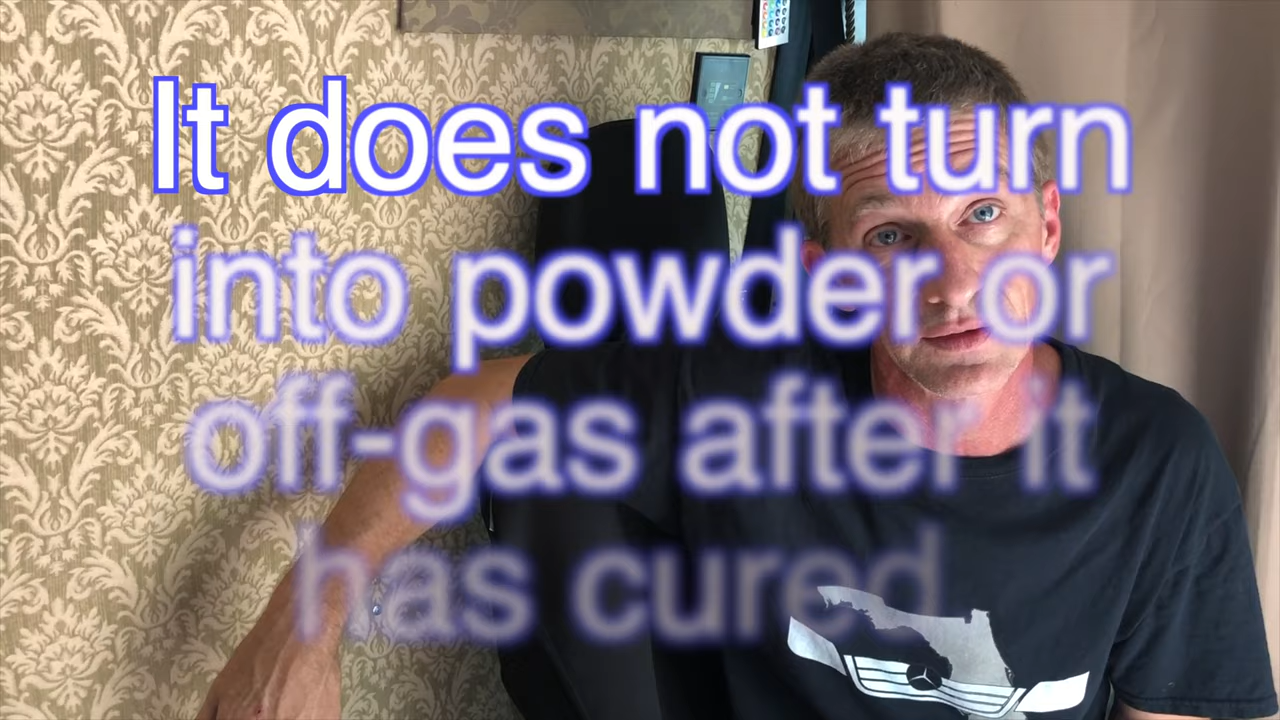 It does not turn
into powder or
off-gas after it
has cured